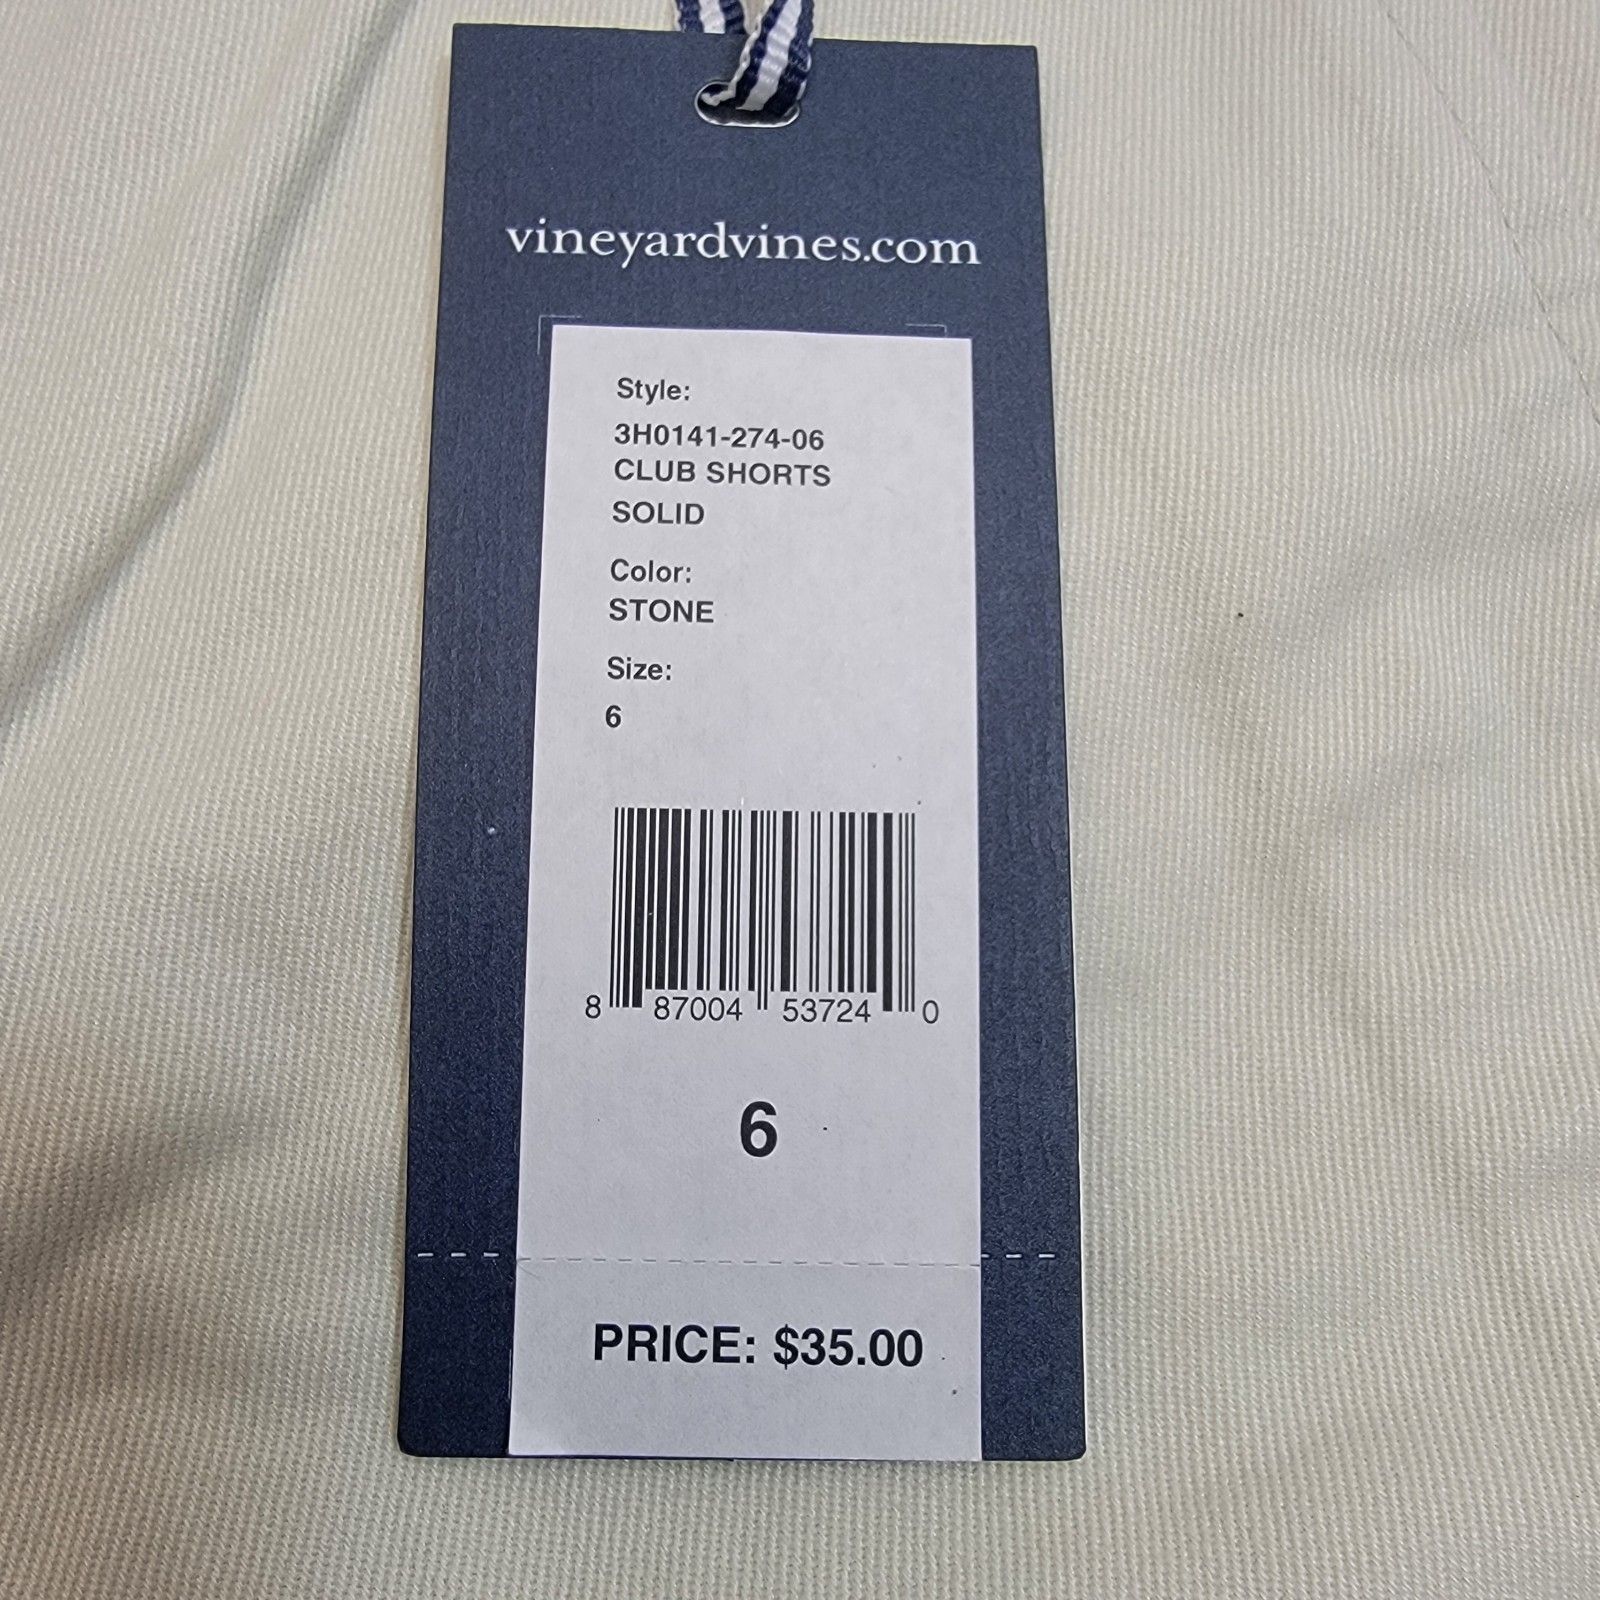 vineyardvines.com
Style:
3H0141-274-06
CLUB SHORTS
SOLID
Color:
STONE
Size:
6
8 87004 53724 0
6
PRICE: $35.00